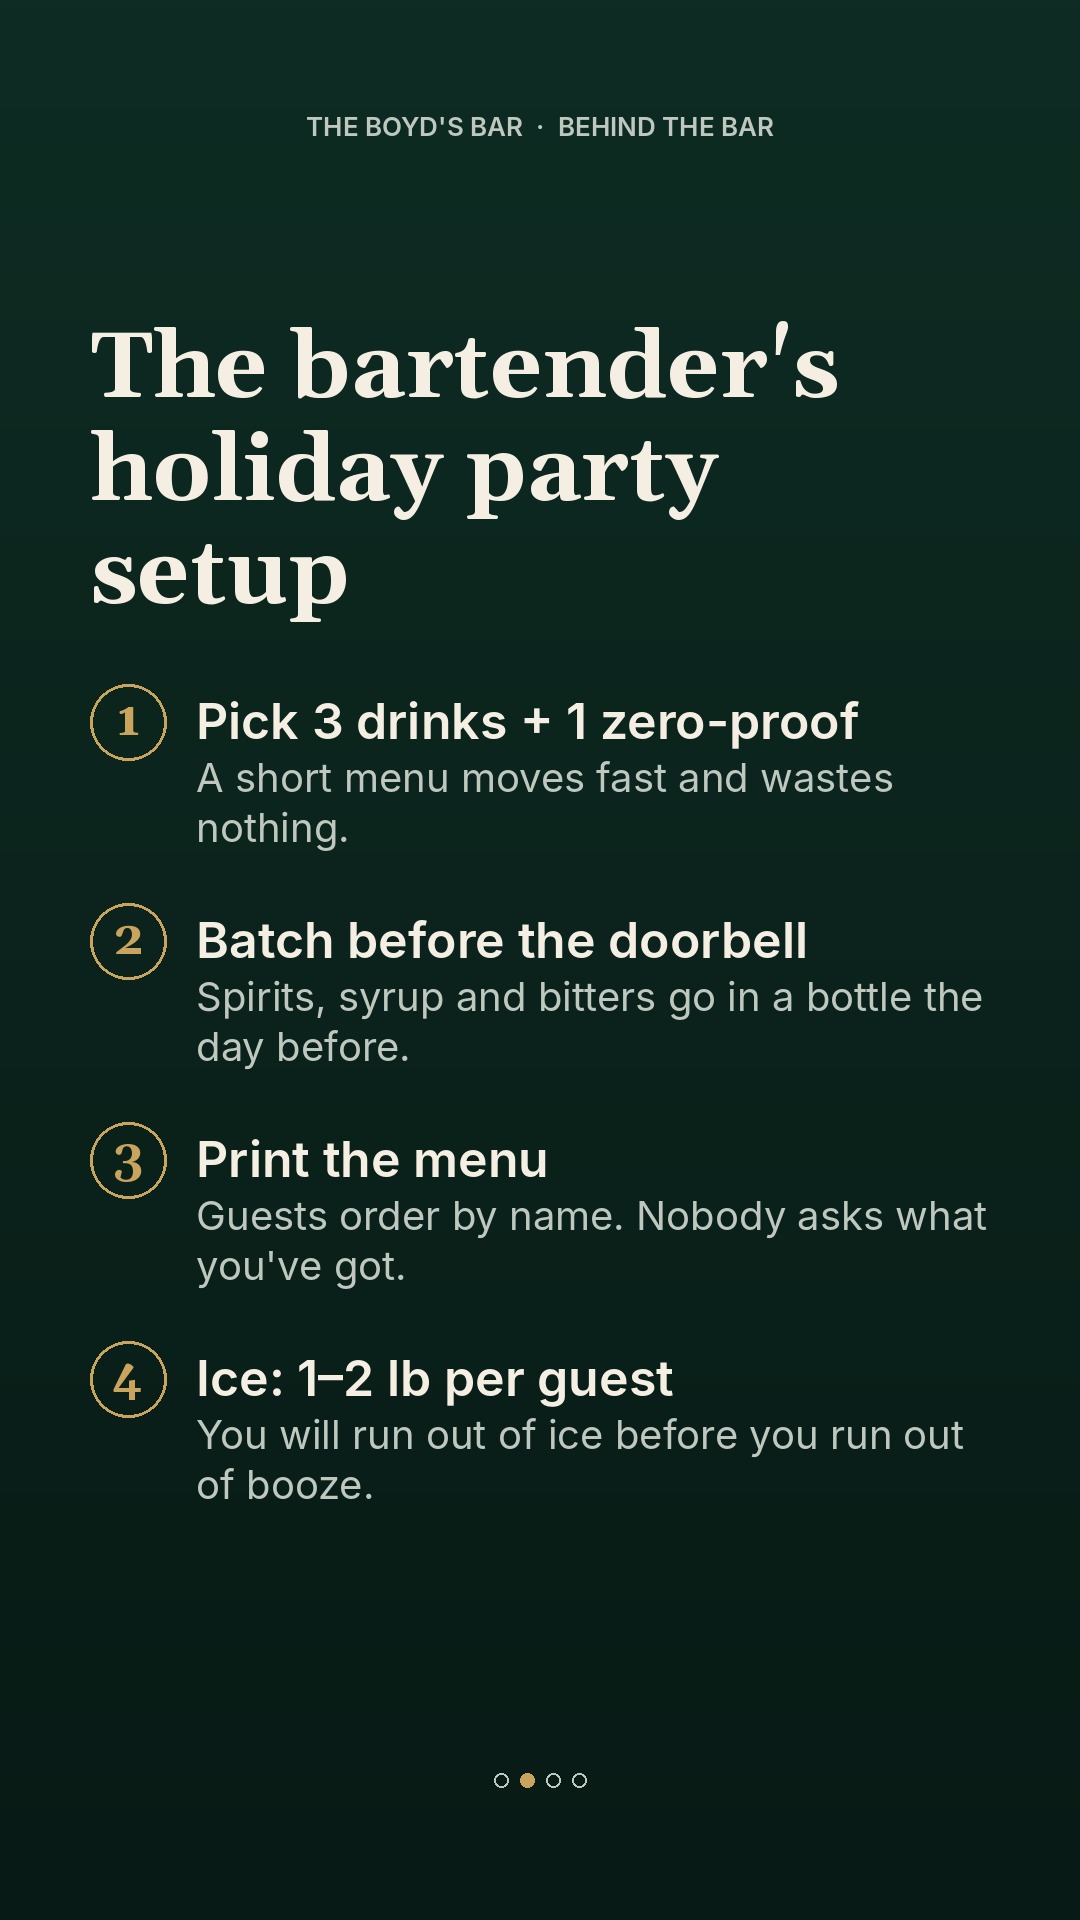 THE BOYD'S BAR · BEHIND THE BAR
The bartender's
holiday party
setup
1
Pick 3 drinks + 1 zero-proof
A short menu moves fast and wastes
nothing.
2
Batch before the doorbell
Spirits, syrup and bitters go in a bottle the
day before.
3
Print the menu
Guests order by name. Nobody asks what
you've got.
4
Ice: 1–2 lb per guest
You will run out of ice before you run out
of booze.